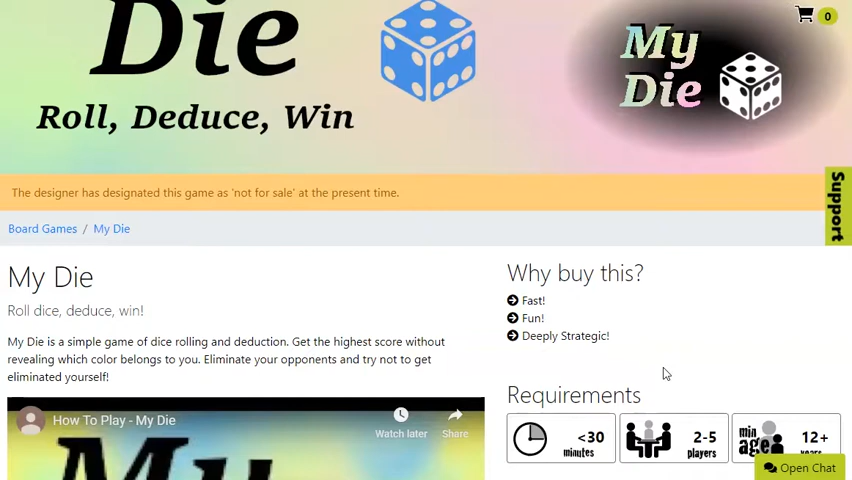 Die
Roll, Deduce, Win
My
Die
0
Support
The designer has designated this game as 'not for sale' at the present time.
Board Games / My Die
My Die
Roll dice, deduce, win!
My Die is a simple game of dice rolling and deduction. Get the highest score without
revealing which color belongs to you. Eliminate your opponents and try not to get
eliminated yourself!
How To Play - My Die
Watch later
Share
My
Why buy this?
Fast!
Fun!
Deeply Strategic!
Requirements
<30
minutes
2-5
players
min
age
12+
years
Open Chat